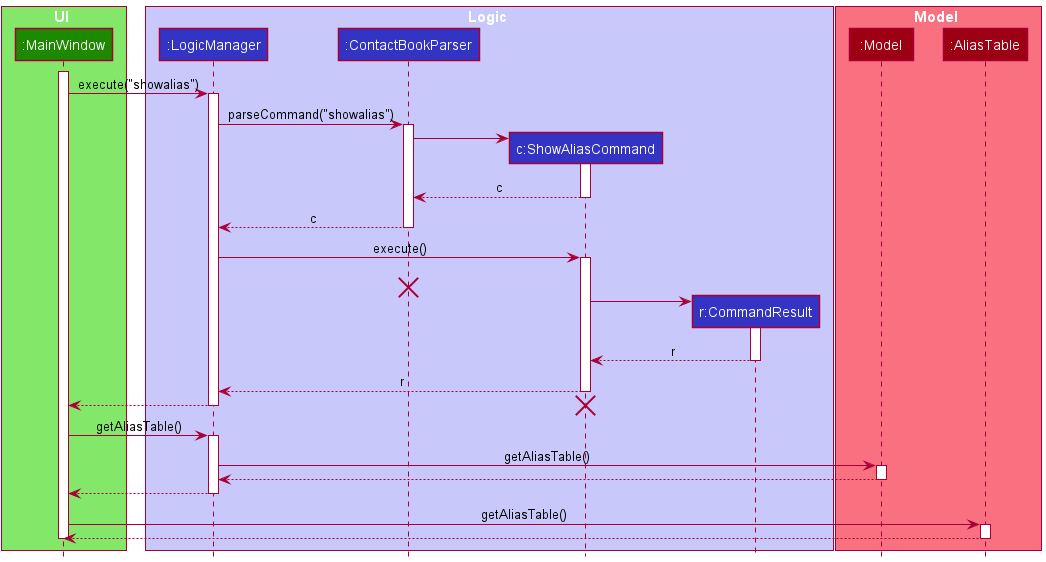 UI
Logic
Model
:MainWindow
:LogicManager
:ContactBookParser
:Model
:AliasTable
execute("showalias")
parseCommand("showalias")
c:ShowAliasCommand
c
c
execute()
r:CommandResult
r
r
getAliasTable()
getAliasTable()
getAliasTable()